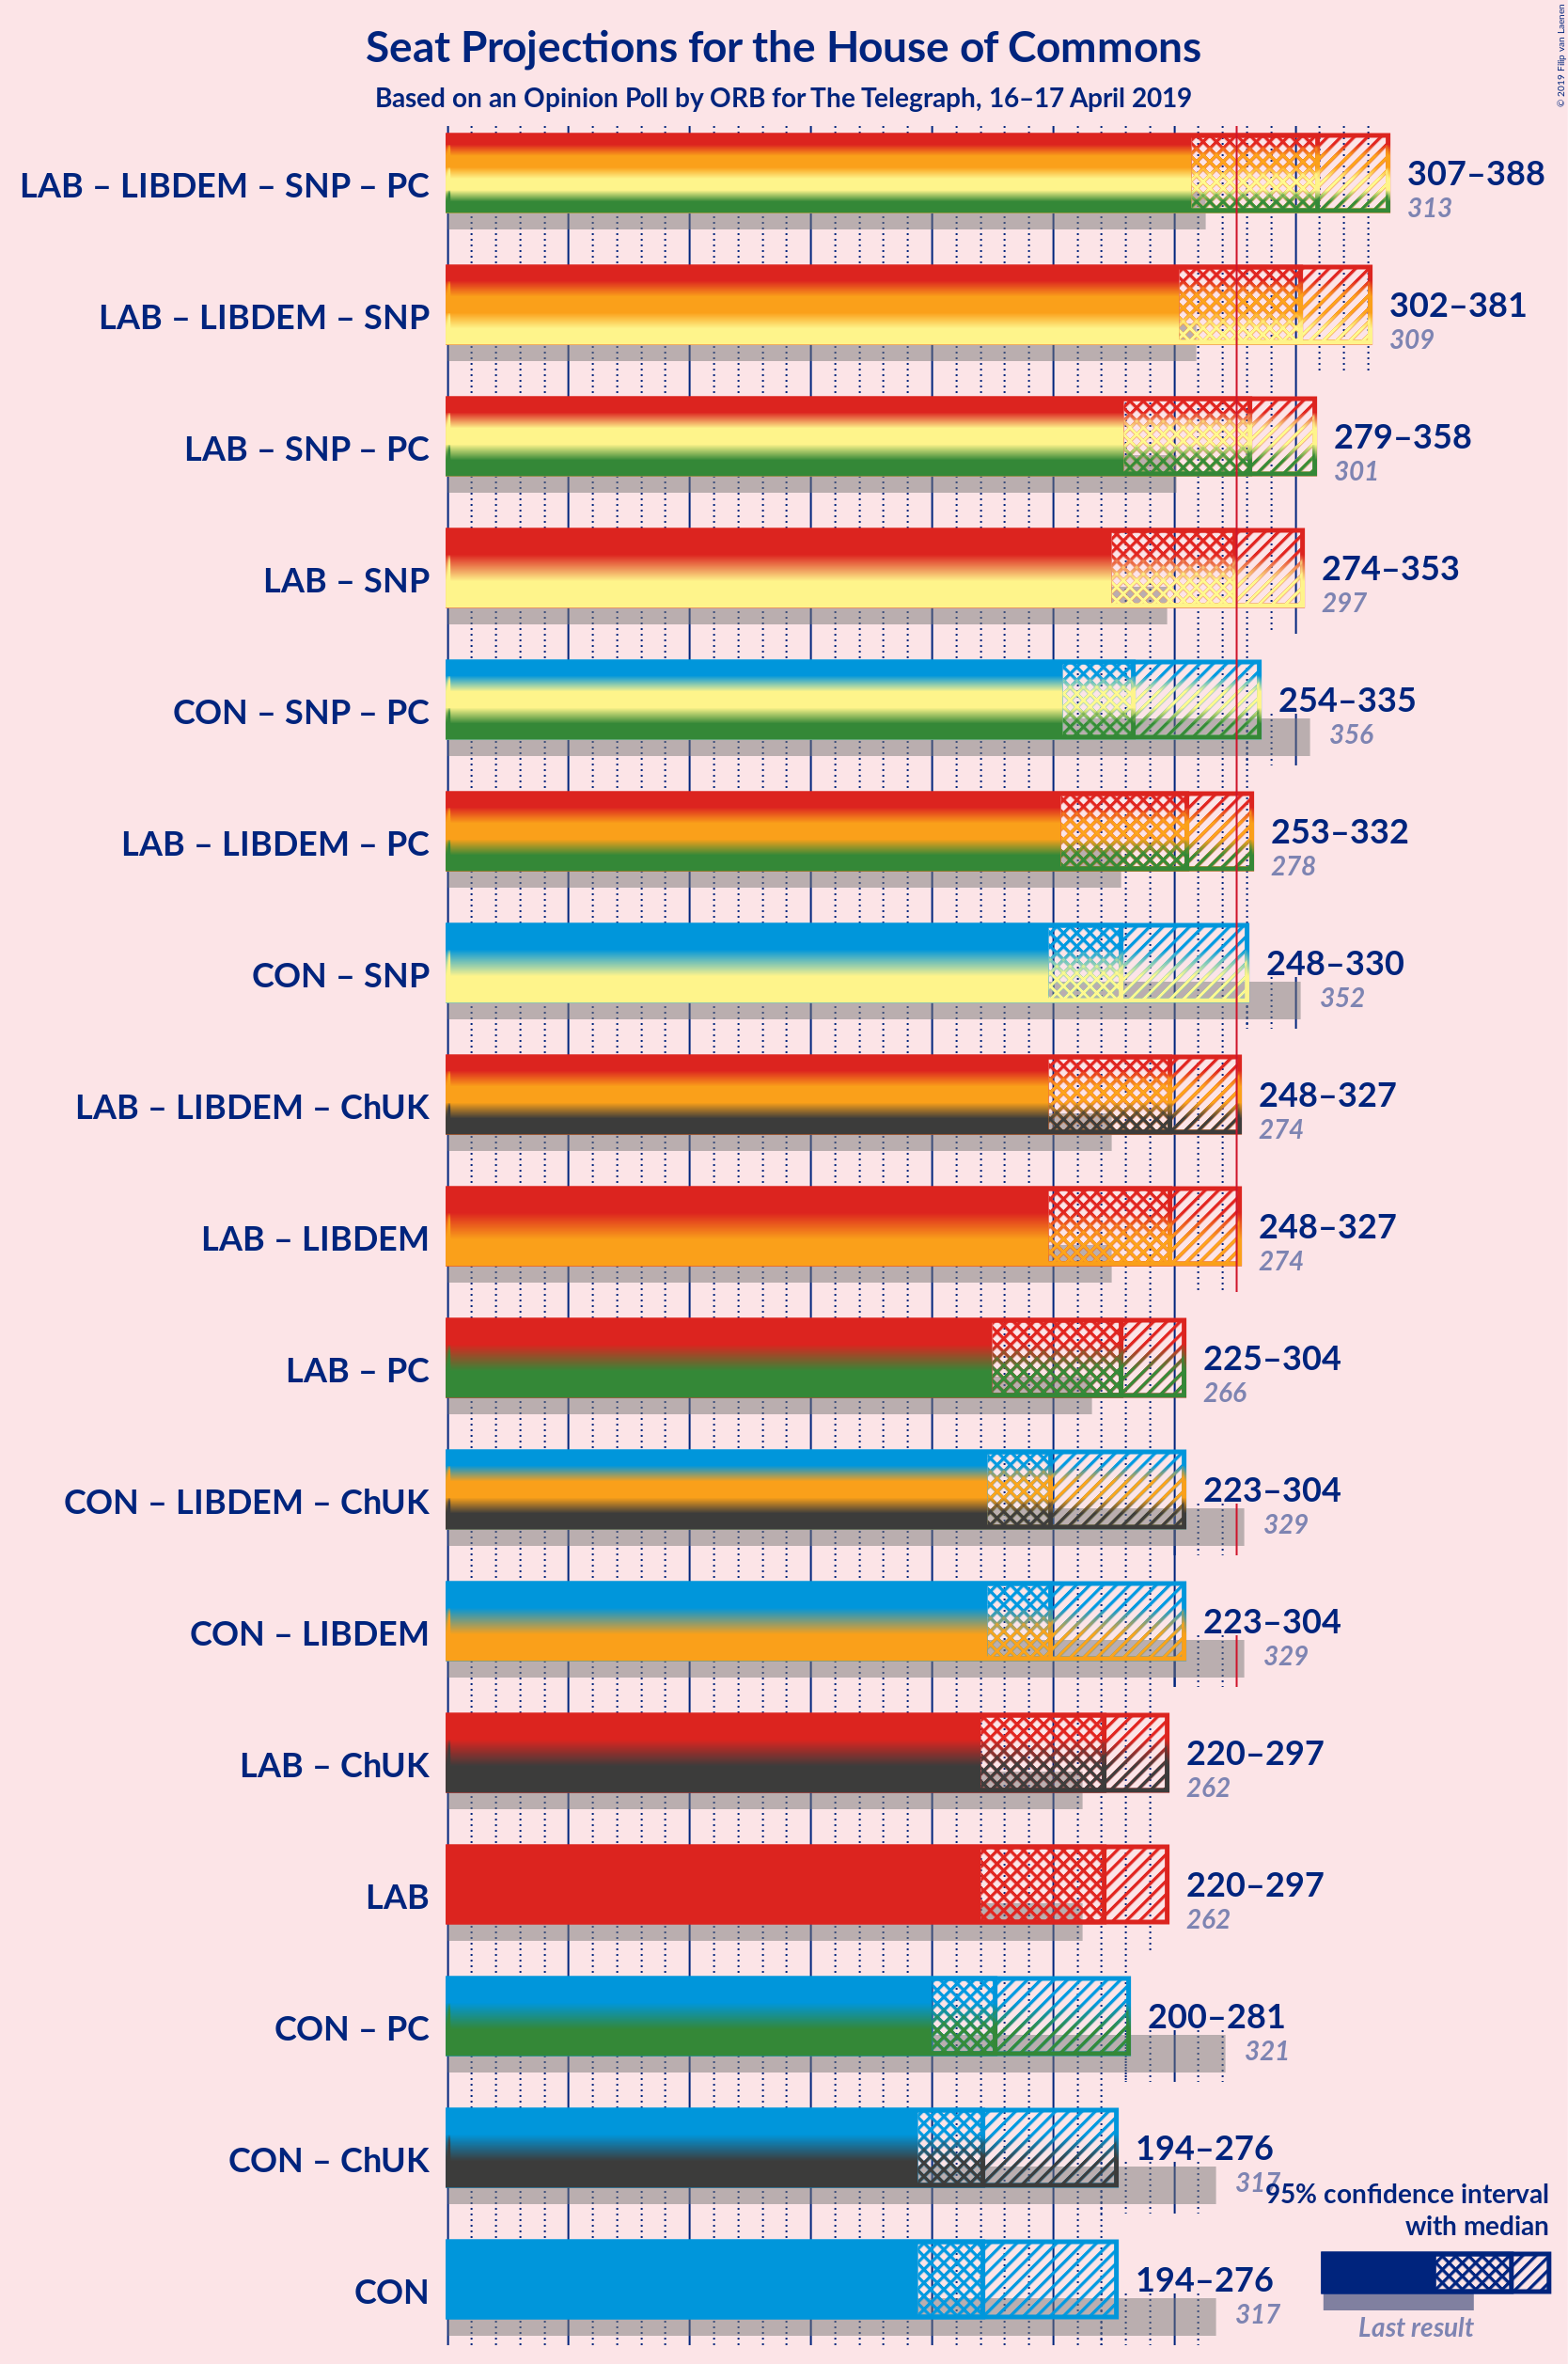 Seat Projections for the House of Commons
Based on an Opinion Poll by ORB for The Telegraph, 16–17 April 2019
© 2019 Filip van Laenen
LAB – LIBDEM – SNP – PC
307–388
313
LAB – LIBDEM – SNP
302–381
309
LAB – SNP – PC
279–358
301
LAB – SNP
274–353
297
CON – SNP – PC
254–335
356
LAB – LIBDEM – PC
253–332
278
CON – SNP
248–330
352
LAB – LIBDEM – ChUK
248–327
274
LAB – LIBDEM
248–327
274
LAB – PC
225–304
266
CON – LIBDEM – ChUK
223–304
329
CON – LIBDEM
223–304
329
LAB – ChUK
220–297
262
LAB
220–297
262
CON – PC
200–281
321
CON – ChUK
194–276
317
CON
194–276
317
95% confidence interval
with median
Last result